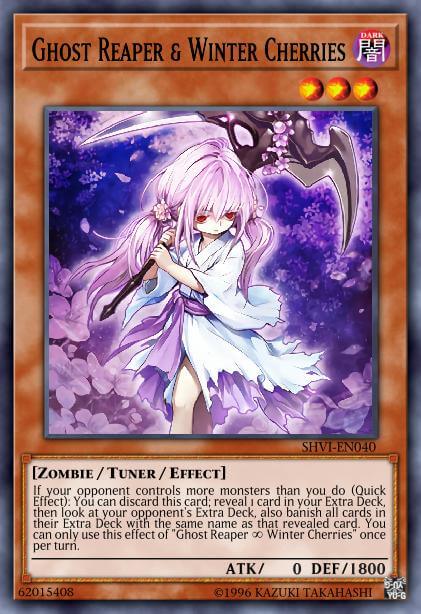 GHOST REAPER & WINTER CHERRIES
DARK
闇
SHVI-EN040
[ZOMBIE / TUNER / EFFECT]
If your opponent controls more monsters than you do (Quick
Effect): You can discard this card; reveal 1 card in your Extra Deck,
then look at your opponent's Extra Deck, also banish all cards in
their Extra Deck with the same name as that revealed card. You
can only use this effect of "Ghost Reaper ∞ Winter Cherries" once
per turn.
ATK/ 0 DEF/1800
62015408 ©1996 KAZUKI TAKAHASHI